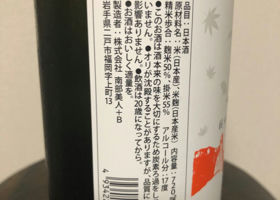 品目：日本酒
原材料名：米（日本産）、米麹（日本産米） 内容量：720
精米歩合：麹米50％、掛米55％ アルコール分：17度
●このお酒は酒本来の味を大切にするため炭素ろ過をし
いません。●オリが沈殿することがありますが、品質に
影響ありません。●飲酒は20歳になってから。
●お酒はおいしく適量を。
製造者：株式会社 南部美人＋B
岩手県二戸市福岡字上町13